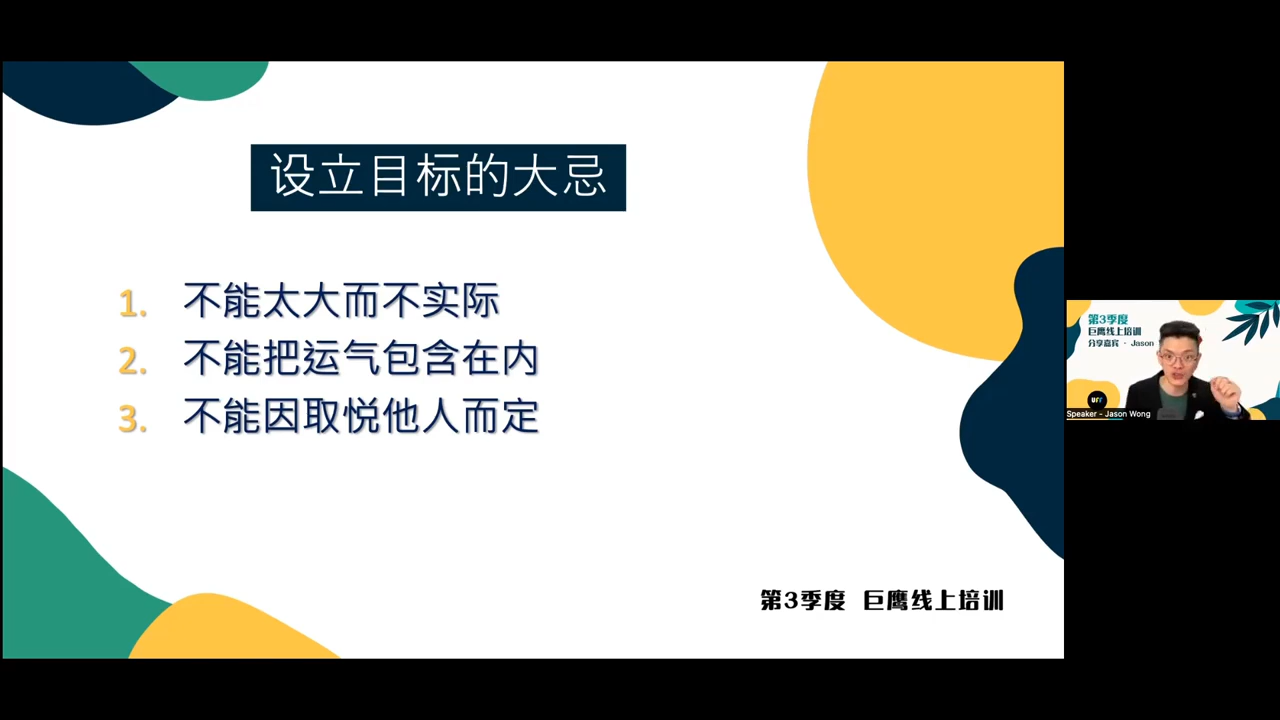 设立目标的大忌
1. 不能太大而不实际
2. 不能把运气包含在内
3. 不能因取悦他人而定
第3季度 巨鹰线上培训
第3季度
巨鹰线上培训
分享嘉宾 - Jason
Speaker - Jason Wong